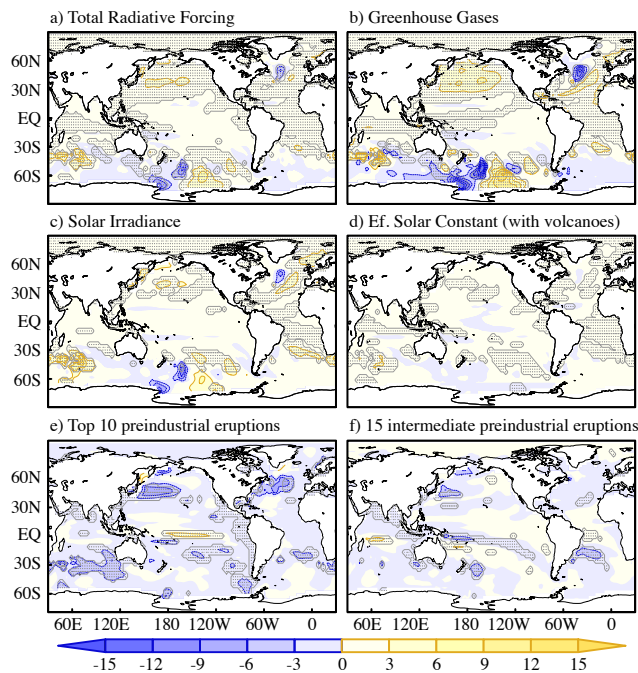 a) Total Radiative Forcing b) Greenhouse Gases
60N
30N
EQ
30S
60S
c) Solar Irradiance d) Ef. Solar Constant (with volcanoes)
60N
30N
EQ
30S
60S
e) Top 10 preindustrial eruptions f) 15 intermediate preindustrial eruptions
60N
30N
EQ
30S
60S
60E 120E 180 120W 60W 0 60E 120E 180 120W 60W 0
-15 -12 -9 -6 -3 0 3 6 9 12 15